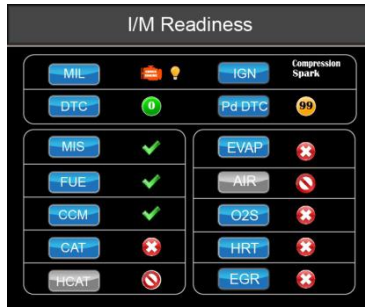 I/M Readiness
MIL
IGN
Compression
Spark
DTC
0
Pd DTC
99
MIS
EVAP
FUE
AIR
CCM
O2S
CAT
HRT
HCAT
EGR